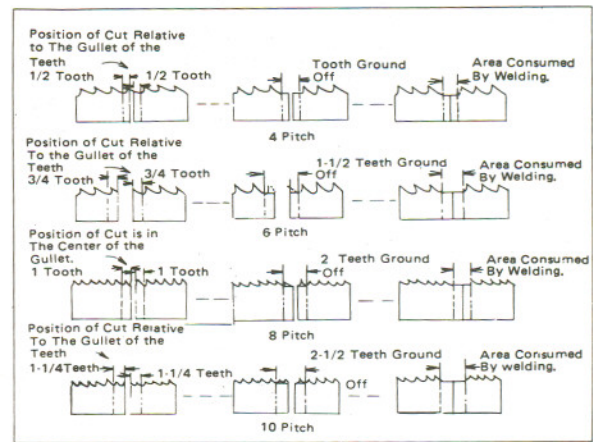 Position of Cut Relative
to The Gullet of the
Teeth
1/2 Tooth
1/2 Tooth
Tooth Ground
Off
Area Consumed
By Welding.
4 Pitch
Position of Cut Relative
To the Gullet of the
Teeth
3/4 Tooth
3/4 Tooth
1-1/2 Teeth Ground
Off
Area Consumed
By Welding.
6 Pitch
Position of Cut is in
The Center of the
Gullet.
1 Tooth
1 Tooth
2 Teeth Ground
Off
Area Consumed
By Welding.
8 Pitch
Position of Cut Relative
To The Gullet of the
Teeth
1-1/4Teeth
1-1/4 Teeth
2-1/2 Teeth Ground
Off
Area Consumed
By welding.
10 Pitch